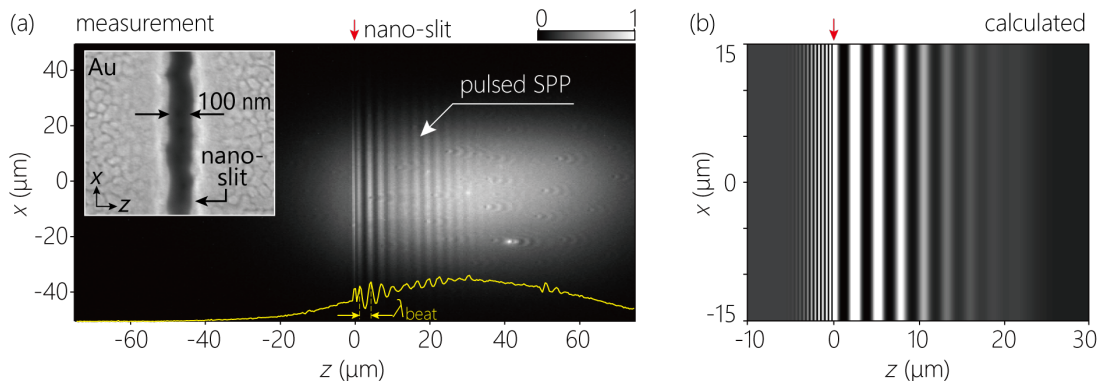 (a)
measurement
nano-slit
0
1
Au
100 nm
nano-
slit
x
z
pulsed SPP
λbeat
40
20
0
-20
-40
x (μm)
-60
-40
-20
0
20
40
60
z (μm)
(b)
calculated
15
0
-15
x (μm)
-10
0
10
20
30
z (μm)